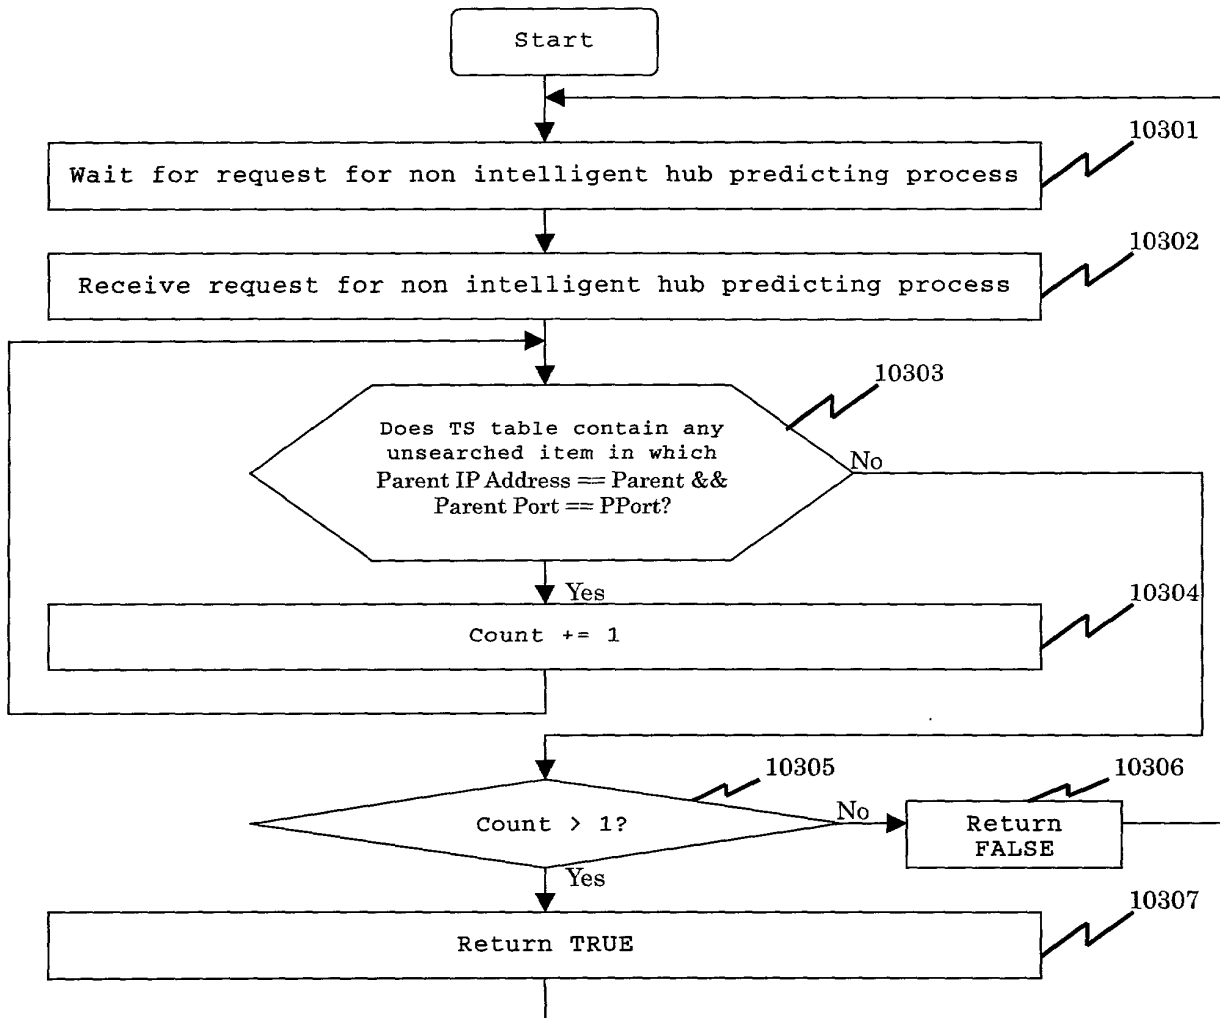 Start
10301
Wait for request for non intelligent hub predicting process
10302
Receive request for non intelligent hub predicting process
10303
Does TS table contain any
unsearched item in which
Parent IP Address == Parent &&
Parent Port == PPort?
No
Yes
10304
Count += 1
10305
Count > 1?
No
10306
Return
FALSE
Yes
10307
Return TRUE